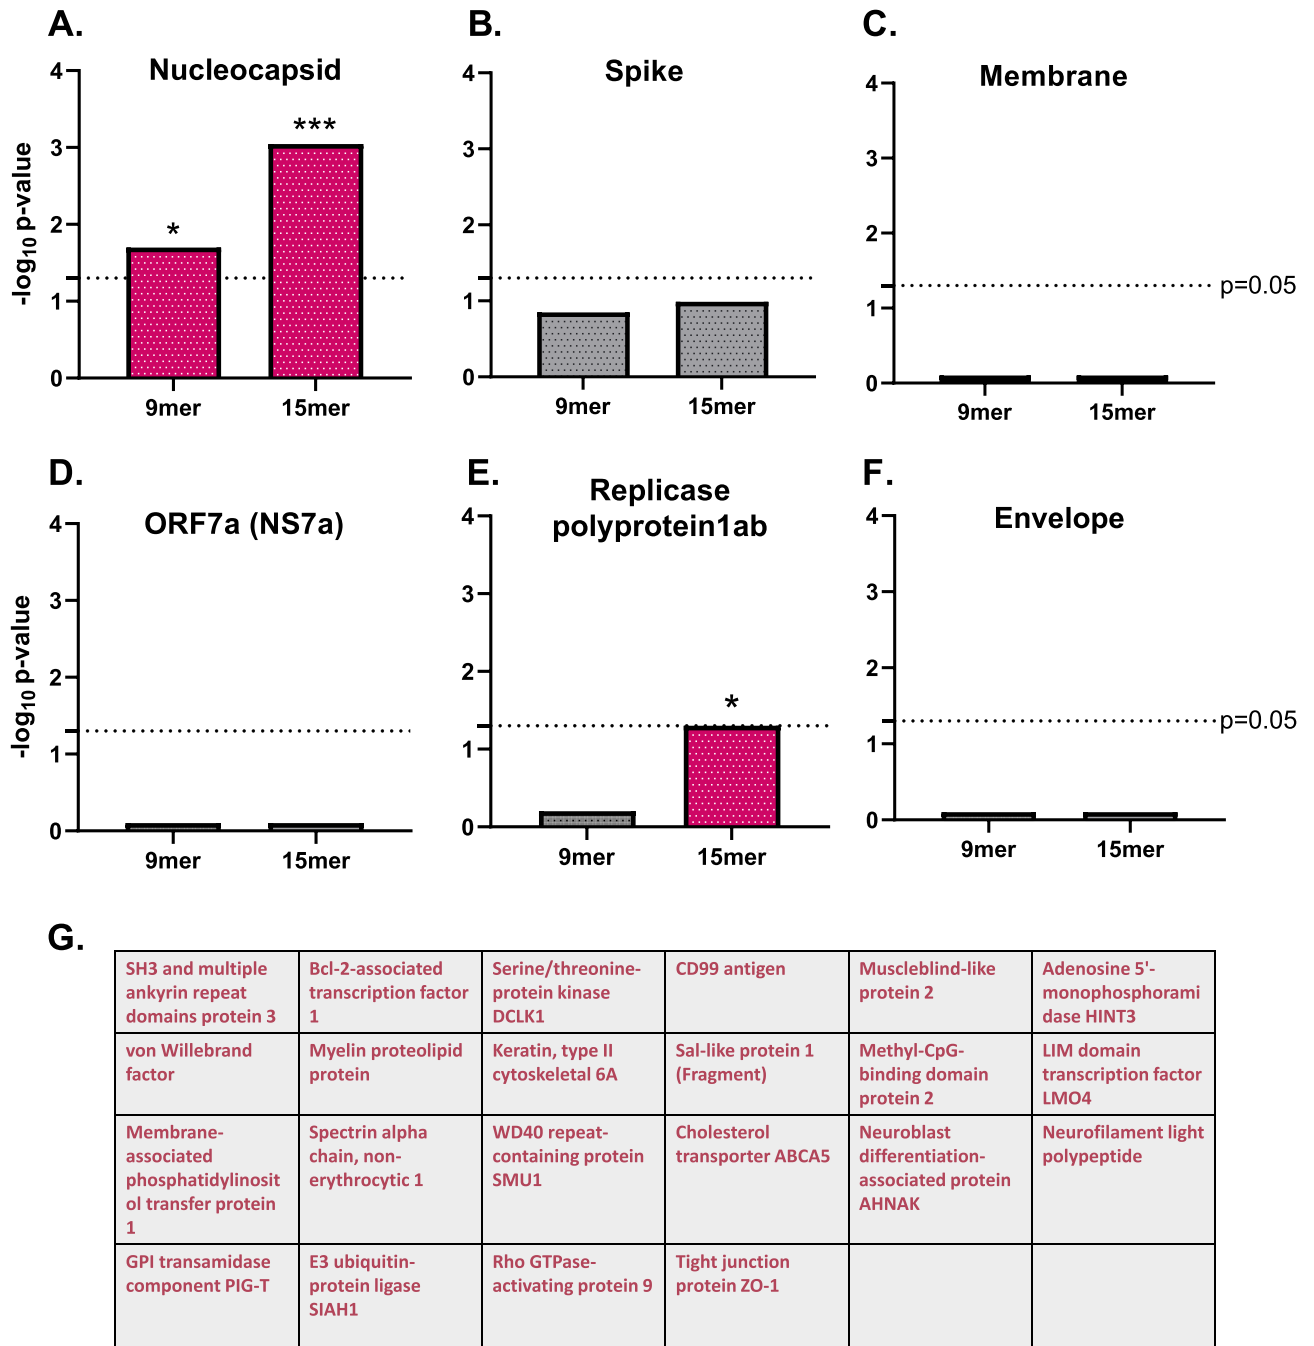 A.
Nucleocapsid
-log10 p-value
4
3
2
1
0
*
***
9mer
15mer
B.
Spike
4
3
2
1
0
9mer
15mer
C.
Membrane
4
3
2
1
0
p=0.05
9mer
15mer
D.
ORF7a (NS7a)
-log10 p-value
4
3
2
1
0
9mer
15mer
E.
Replicase
polyprotein1ab
4
3
2
1
0
*
9mer
15mer
F.
Envelope
4
3
2
1
0
p=0.05
9mer
15mer
G.
SH3 and multiple
ankyrin repeat
domains protein 3
Bcl-2-associated
transcription factor
1
Serine/threonine-
protein kinase
DCLK1
CD99 antigen
Muscleblind-like
protein 2
Adenosine 5'-
monophosphorami
dase HINT3
von Willebrand
factor
Myelin proteolipid
protein
Keratin, type II
cytoskeletal 6A
Sal-like protein 1
(Fragment)
Methyl-CpG-
binding domain
protein 2
LIM domain
transcription factor
LMO4
Membrane-
associated
phosphatidylinosit
ol transfer protein
1
Spectrin alpha
chain, non-
erythrocytic 1
WD40 repeat-
containing protein
SMU1
Cholesterol
transporter ABCA5
Neuroblast
differentiation-
associated protein
AHNAK
Neurofilament light
polypeptide
GPI transamidase
component PIG-T
E3 ubiquitin-
protein ligase
SIAH1
Rho GTPase-
activating protein 9
Tight junction
protein ZO-1